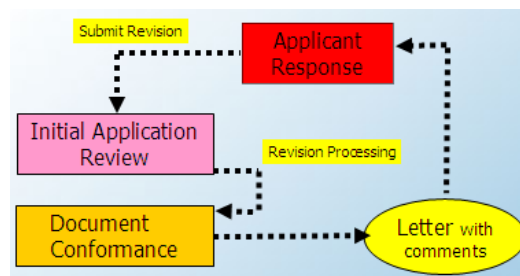 Submit Revision
Applicant
Response
Initial Application
Review
Revision Processing
Document
Conformance
Letter with
comments